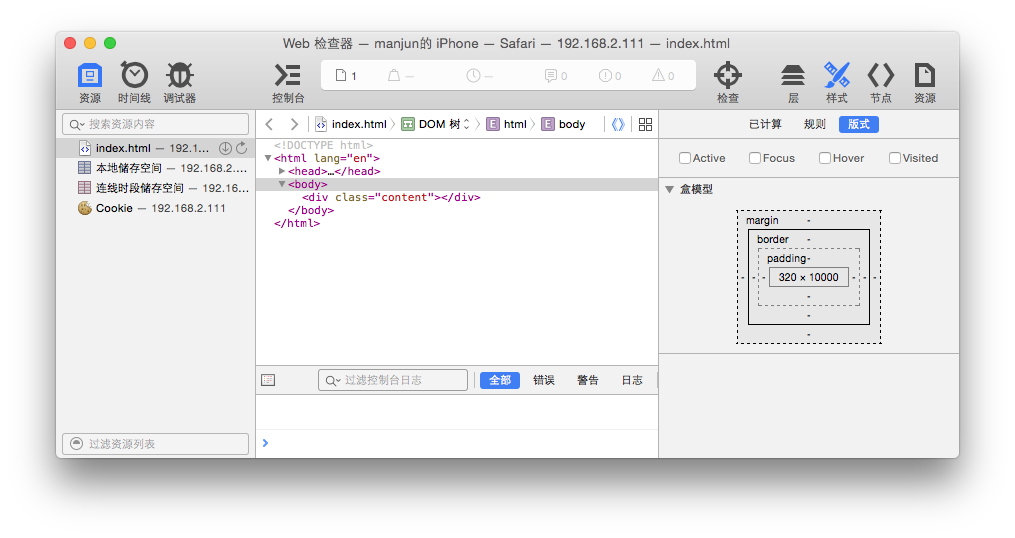 Web 检查器 — manjun的 iPhone — Safari — 192.168.2.111 — index.html
资源 时间线 调试器 控制台 1 — — 0 0 0 检查 层 样式 节点 资源
搜索资源内容
index.html — 192.1...
本地储存空间 — 192.168.2....
连线时段储存空间 — 192.16...
Cookie — 192.168.2.111
过滤资源列表
index.html DOM 树 E html E body
<!DOCTYPE html>
<html lang="en">
<head>…</head>
<body>
<div class="content"></div>
</body>
</html>
过滤控制台日志 全部 错误 警告 日志
已计算 规则 版式
Active Focus Hover Visited
盒模型
margin -
border -
padding-
- - - 320 × 10000 - - -
-
-
-